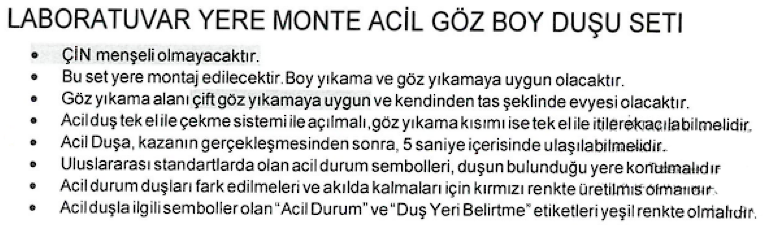 LABORATUVAR YERE MONTE ACİL GÖZ BOY DUŞU SETİ
• ÇİN menşeli olmayacaktır.
• Bu set yere montaj edilecektir. Boy yıkama ve göz yıkamaya uygun olacaktır.
• Göz yıkama alanı çift göz yıkamaya uygun ve kendinden tas şeklinde evyesi olacaktır.
• Acil duş tek el ile çekme sistemi ile açılmalı, göz yıkama kısımı ise tek el ile itilerek açılabilmelidir.
• Acil Duşa, kazanın gerçekleşmesinden sonra, 5 saniye içerisinde ulaşılabilmelidir.
• Uluslararası standartlarda olan acil durum sembolleri, duşun bulunduğu yere konulmalıdır
• Acil durum duşları fark edilmeleri ve akılda kalmaları için kırmızı renkte üretilmiş olmalıdır.
• Acil duşla ilgili semboller olan “Acil Durum” ve “Duş Yeri Belirtme” etiketleri yeşil renkte olmalıdır.